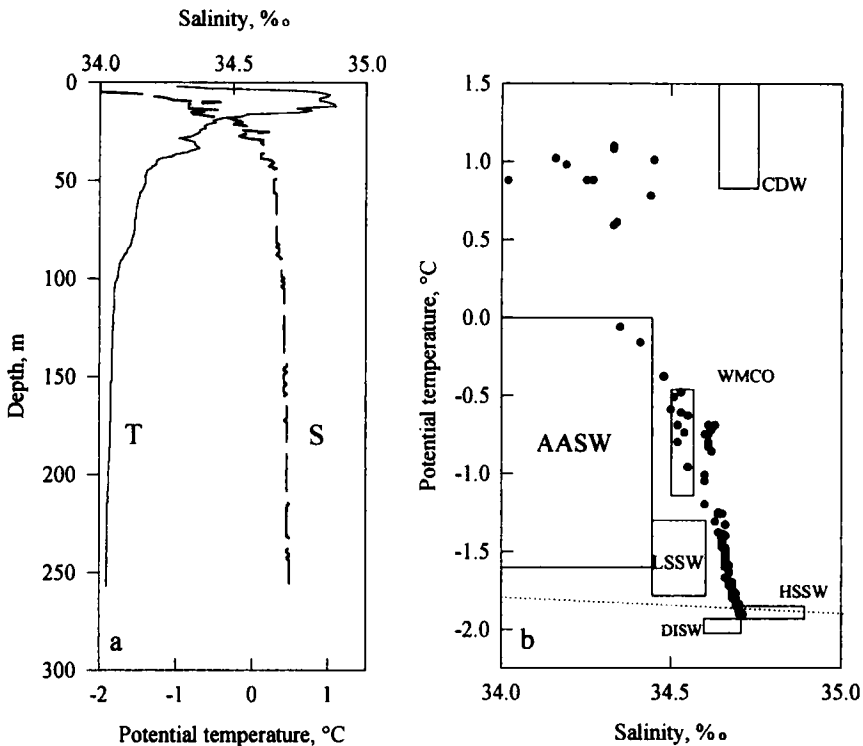 Salinity, ‰
34.0 34.5 35.0
0
50
100
150
200
250
300
Depth, m
T
S
a
-2 -1 0 1
Potential temperature, °C
1.5
1.0
0.5
0.0
-0.5
-1.0
-1.5
-2.0
Potential temperature, °C
CDW
WMCO
AASW
LSSW
HSSW
DISW
b
34.0 34.5 35.0
Salinity, ‰